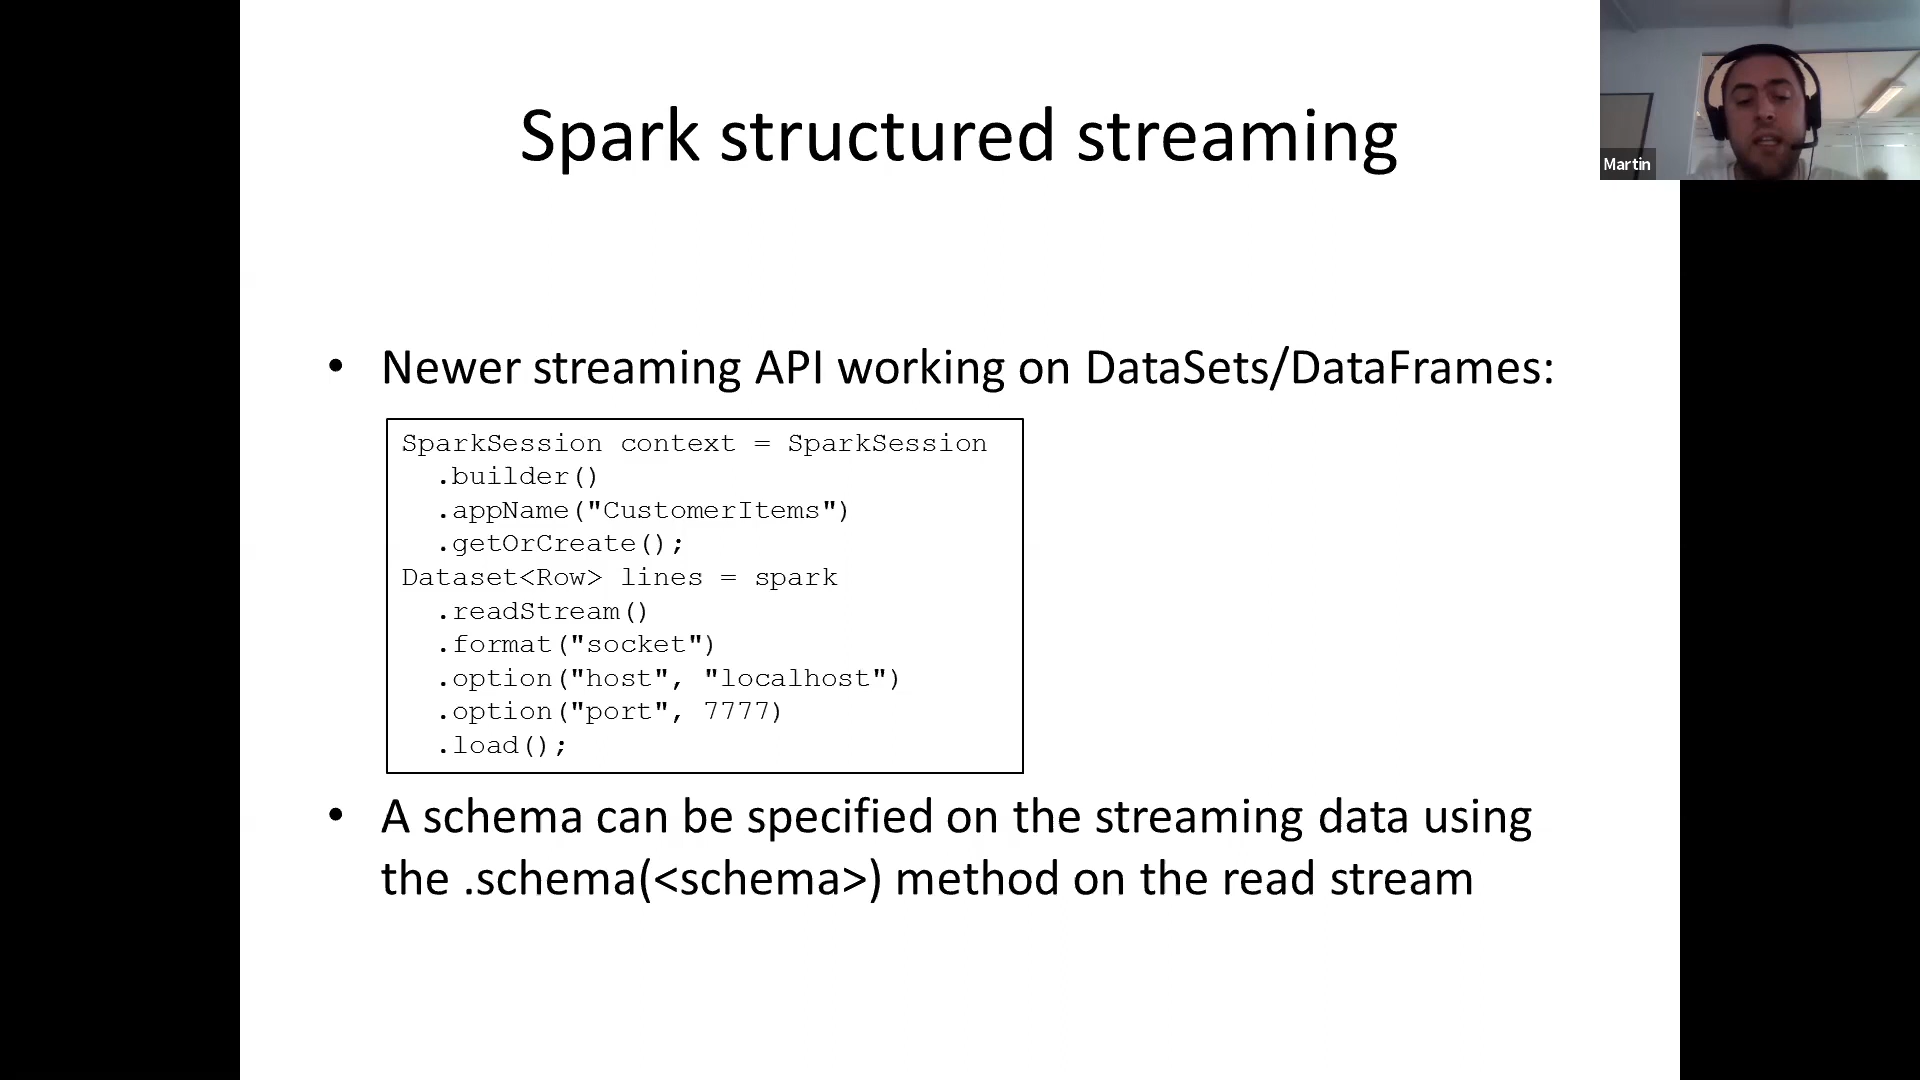 Spark structured streaming
Martin
• Newer streaming API working on DataSets/DataFrames:
SparkSession context = SparkSession
.builder()
.appName("CustomerItems")
.getOrCreate();
Dataset<Row> lines = spark
.readStream()
.format("socket")
.option("host", "localhost")
.option("port", 7777)
.load();
• A schema can be specified on the streaming data using
the .schema(<schema>) method on the read stream